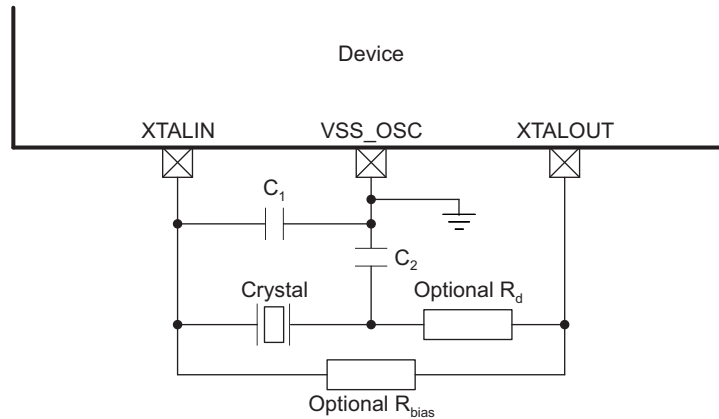 Device
XTALIN VSS_OSC XTALOUT
C1
C2
Crystal Optional Rd
Optional Rbias